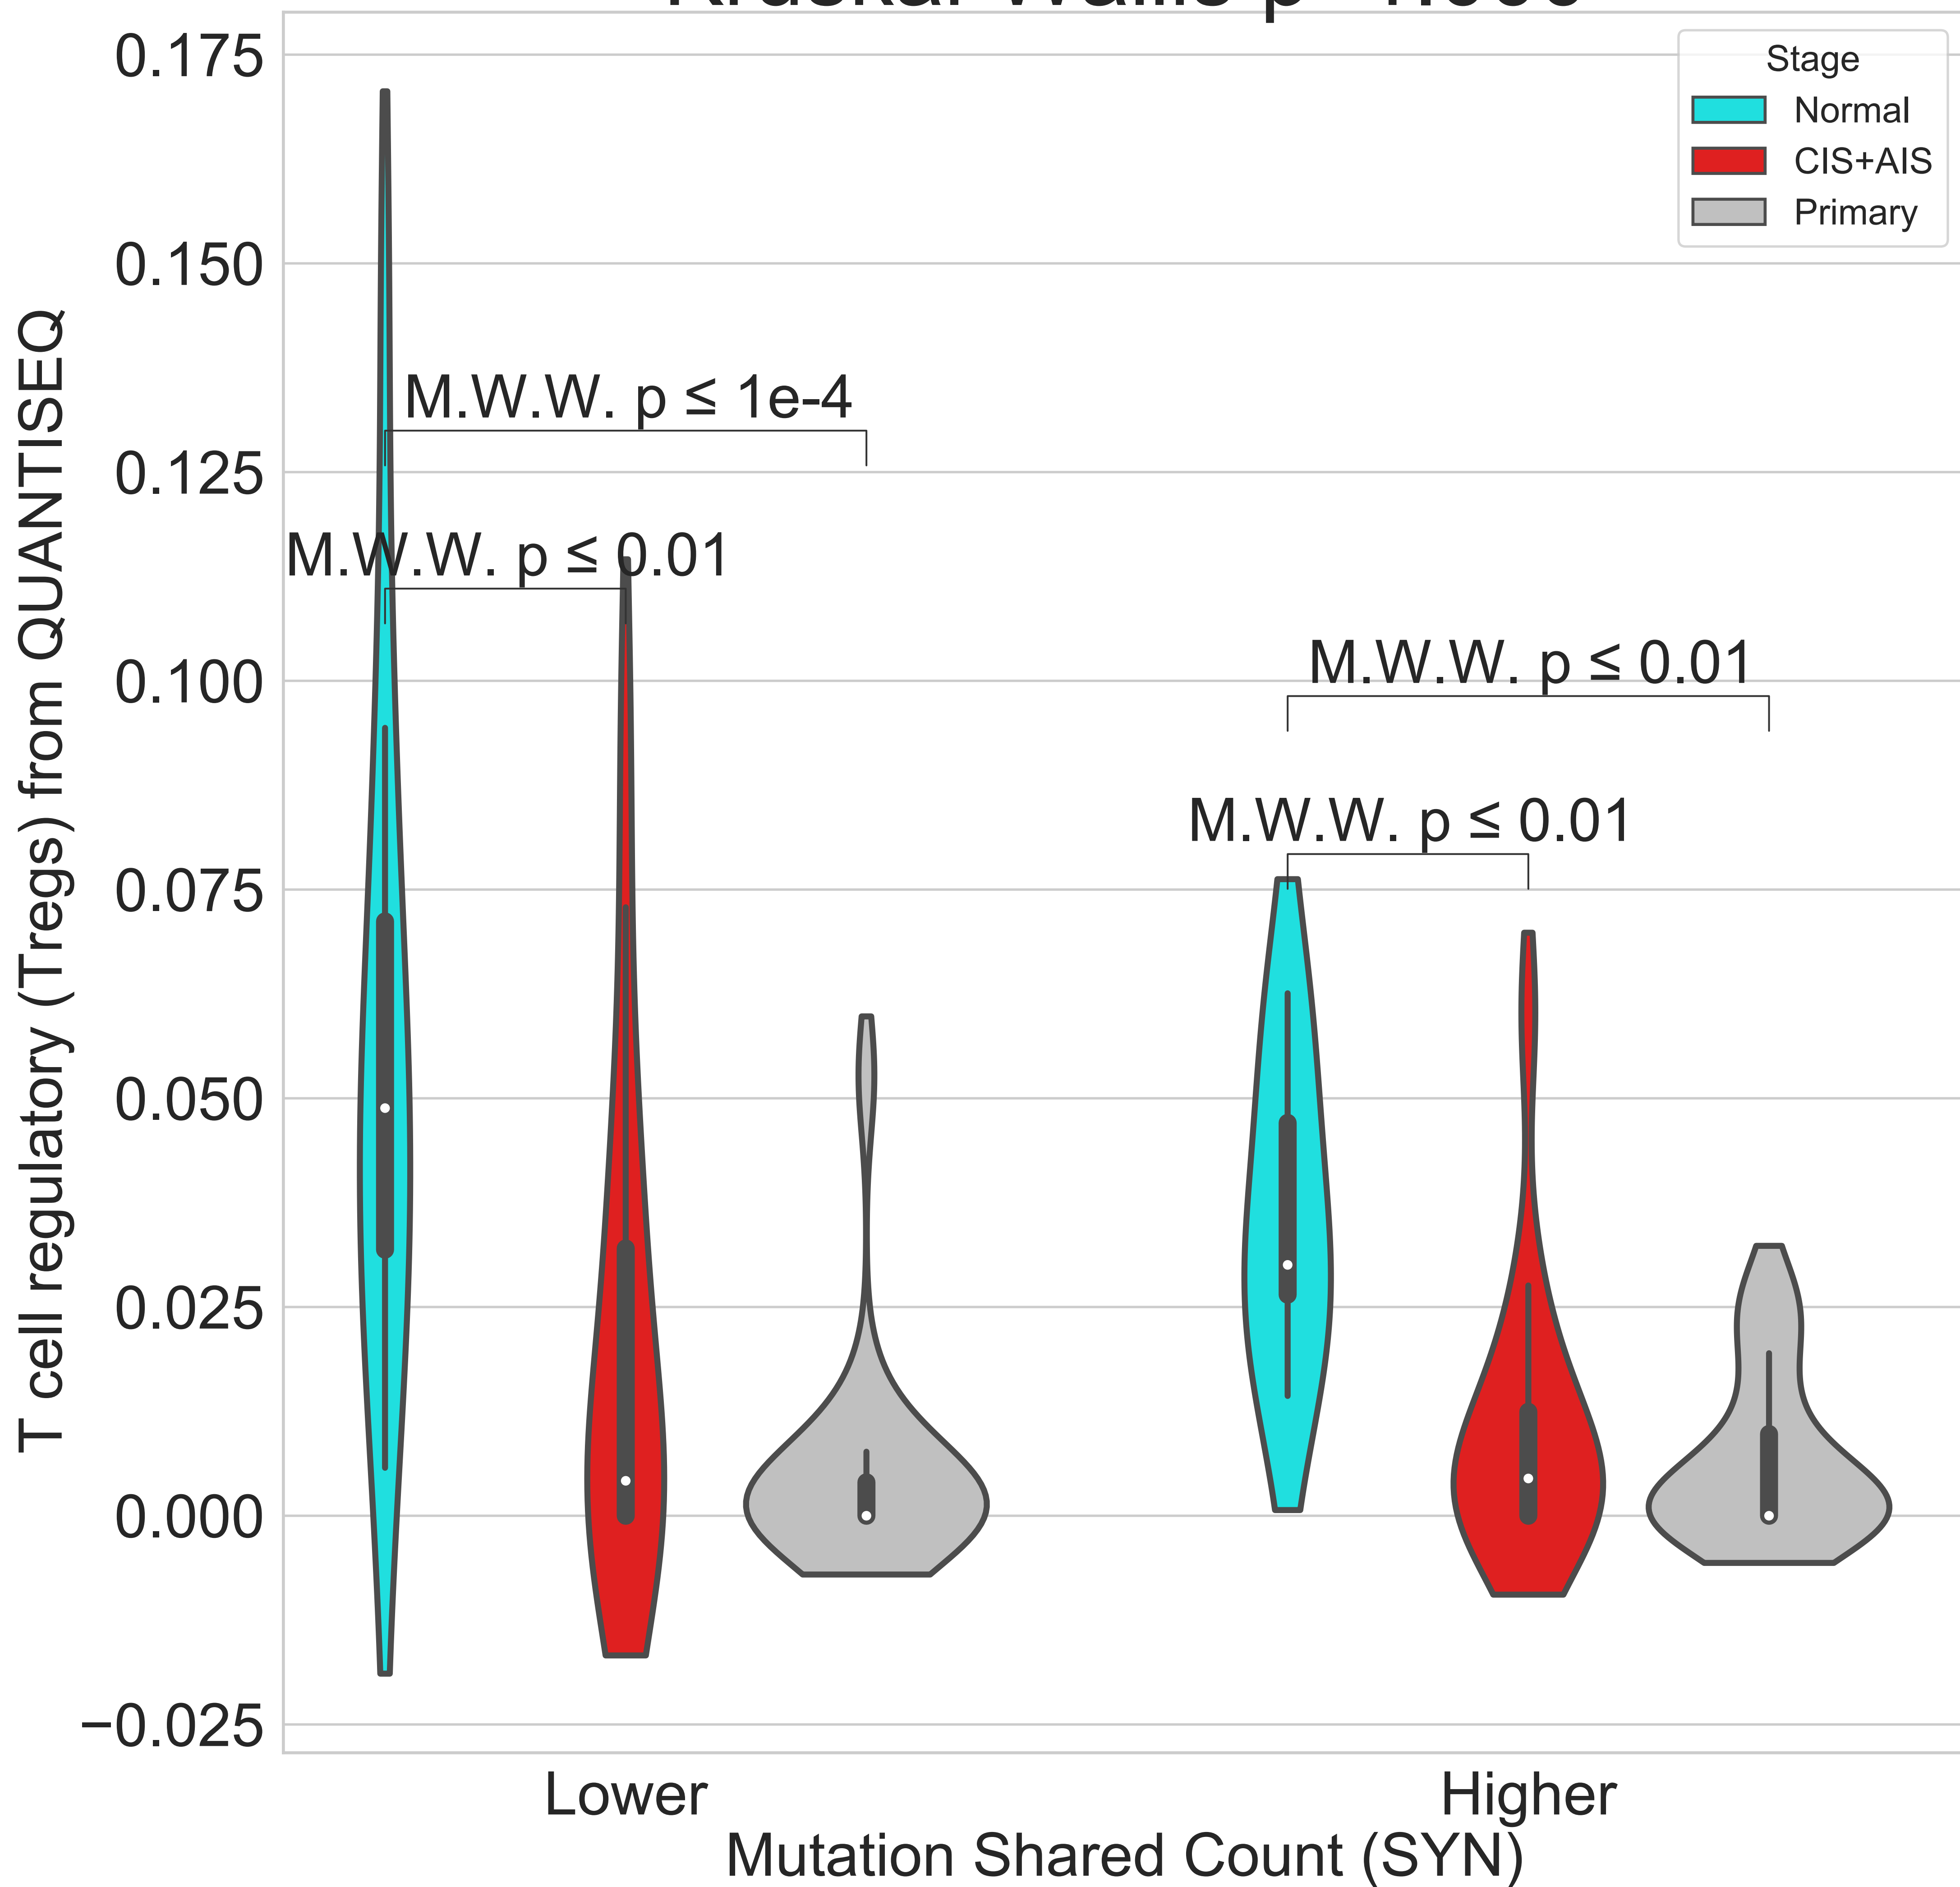 0.175
0.150
0.125
0.100
0.075
0.050
0.025
0.000
−0.025
T cell regulatory (Tregs) from QUANTISEQ
Stage
Normal
CIS+AIS
Primary
M.W.W. p ≤ 1e-4
M.W.W. p ≤ 0.01
M.W.W. p ≤ 0.01
M.W.W. p ≤ 0.01
Lower
Higher
Mutation Shared Count (SYN)